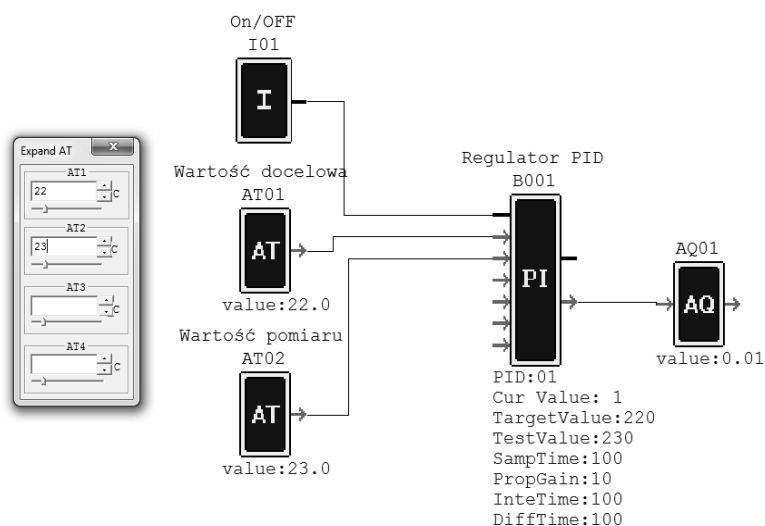 On/OFF
I01
I
Expand AT
x
AT1
22
C
AT2
23
C
AT3
C
AT4
C
Wartość docelowa
AT01
AT
value:22.0
Wartość pomiaru
AT02
AT
value:23.0
Regulator PID
B001
PI
PID:01
Cur Value: 1
TargetValue:220
TestValue:230
SampTime:100
PropGain:10
InteTime:100
DiffTime:100
AQ01
AQ
value:0.01